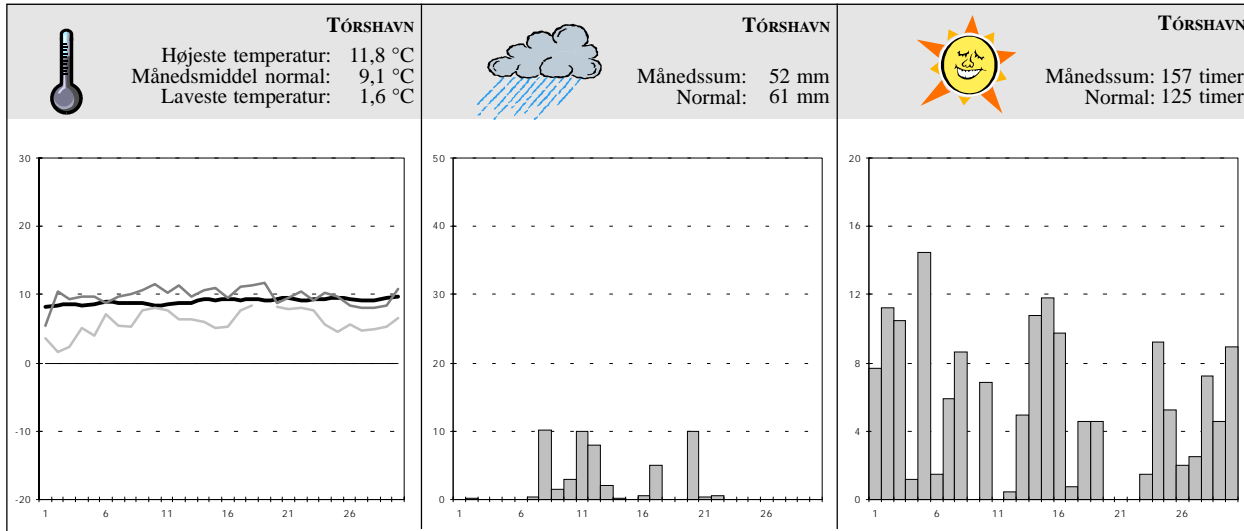 TÓRSHAVN
Højeste temperatur: 11,8 °C
Månedsmiddel normal: 9,1 °C
Laveste temperatur: 1,6 °C
30
20
10
0
-10
-20
1 6 11 16 21 26
TÓRSHAVN
Månedssum: 52 mm
Normal: 61 mm
50
40
30
20
10
0
1 6 11 16 21 26
TÓRSHAVN
Månedssum: 157 timer
Normal: 125 timer
20
16
12
8
4
0
1 6 11 16 21 26